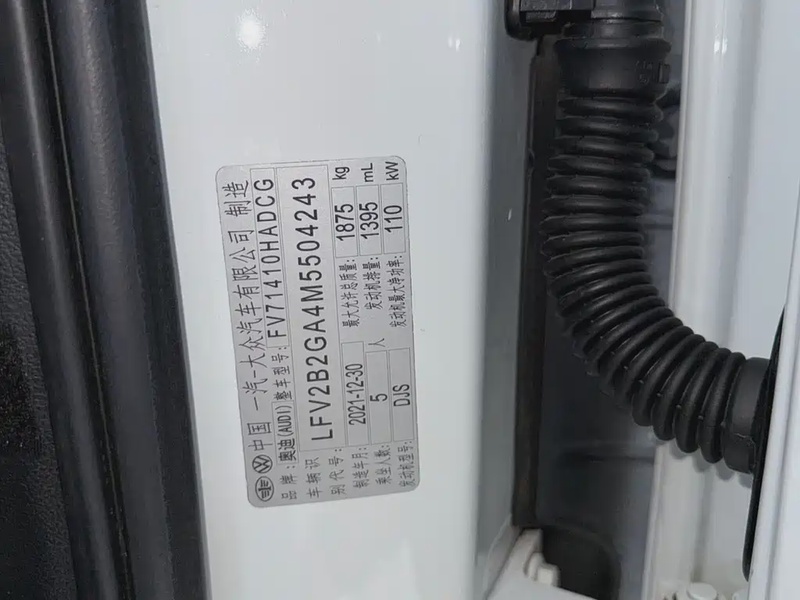 中国 一汽-大众汽车有限公司 制造
品牌:奥迪(AUDI) 整车型号: FV71410HADCG
车辆识别代号: LFV2B2GA4M5504243
制造年月: 2021-12-30 最大允许总质量: 1875 kg
乘坐人数: 5 人 发动机排量: 1395 mL
发动机型号: DJS 发动机最大净功率: 110 kW